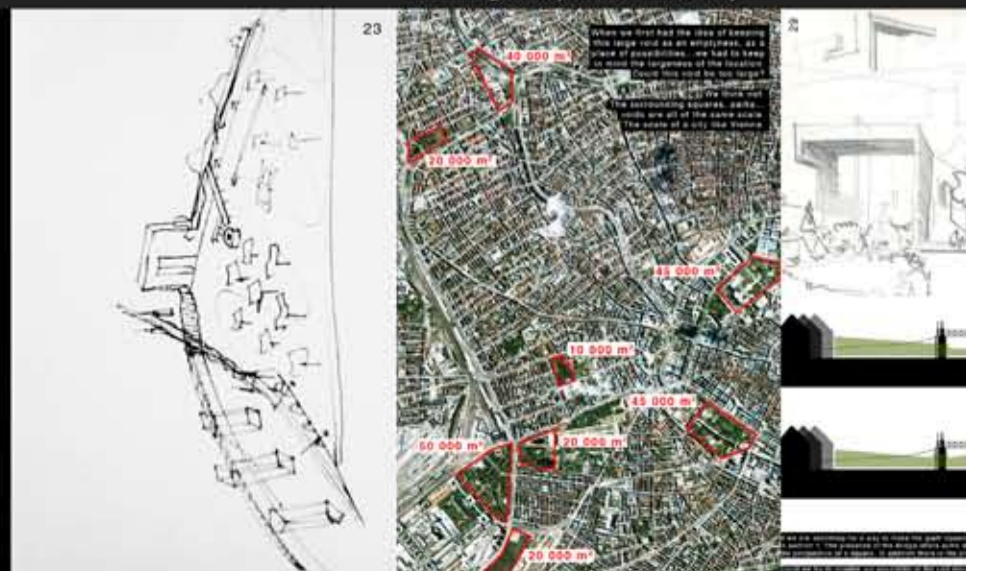 23
When we first had the idea of keeping
this large void as an emptyness, as a
place of possibilities, we had to keep
in mind the largeness of the location
Could this void be too large?
We think not
The surrounding squares, parks...
voids are all of the same scale
The scale of a city like Vienna
40 000 m²
20 000 m²
45 000 m²
10 000 m²
45 000 m²
50 000 m²
20 000 m²
20 000 m²
29